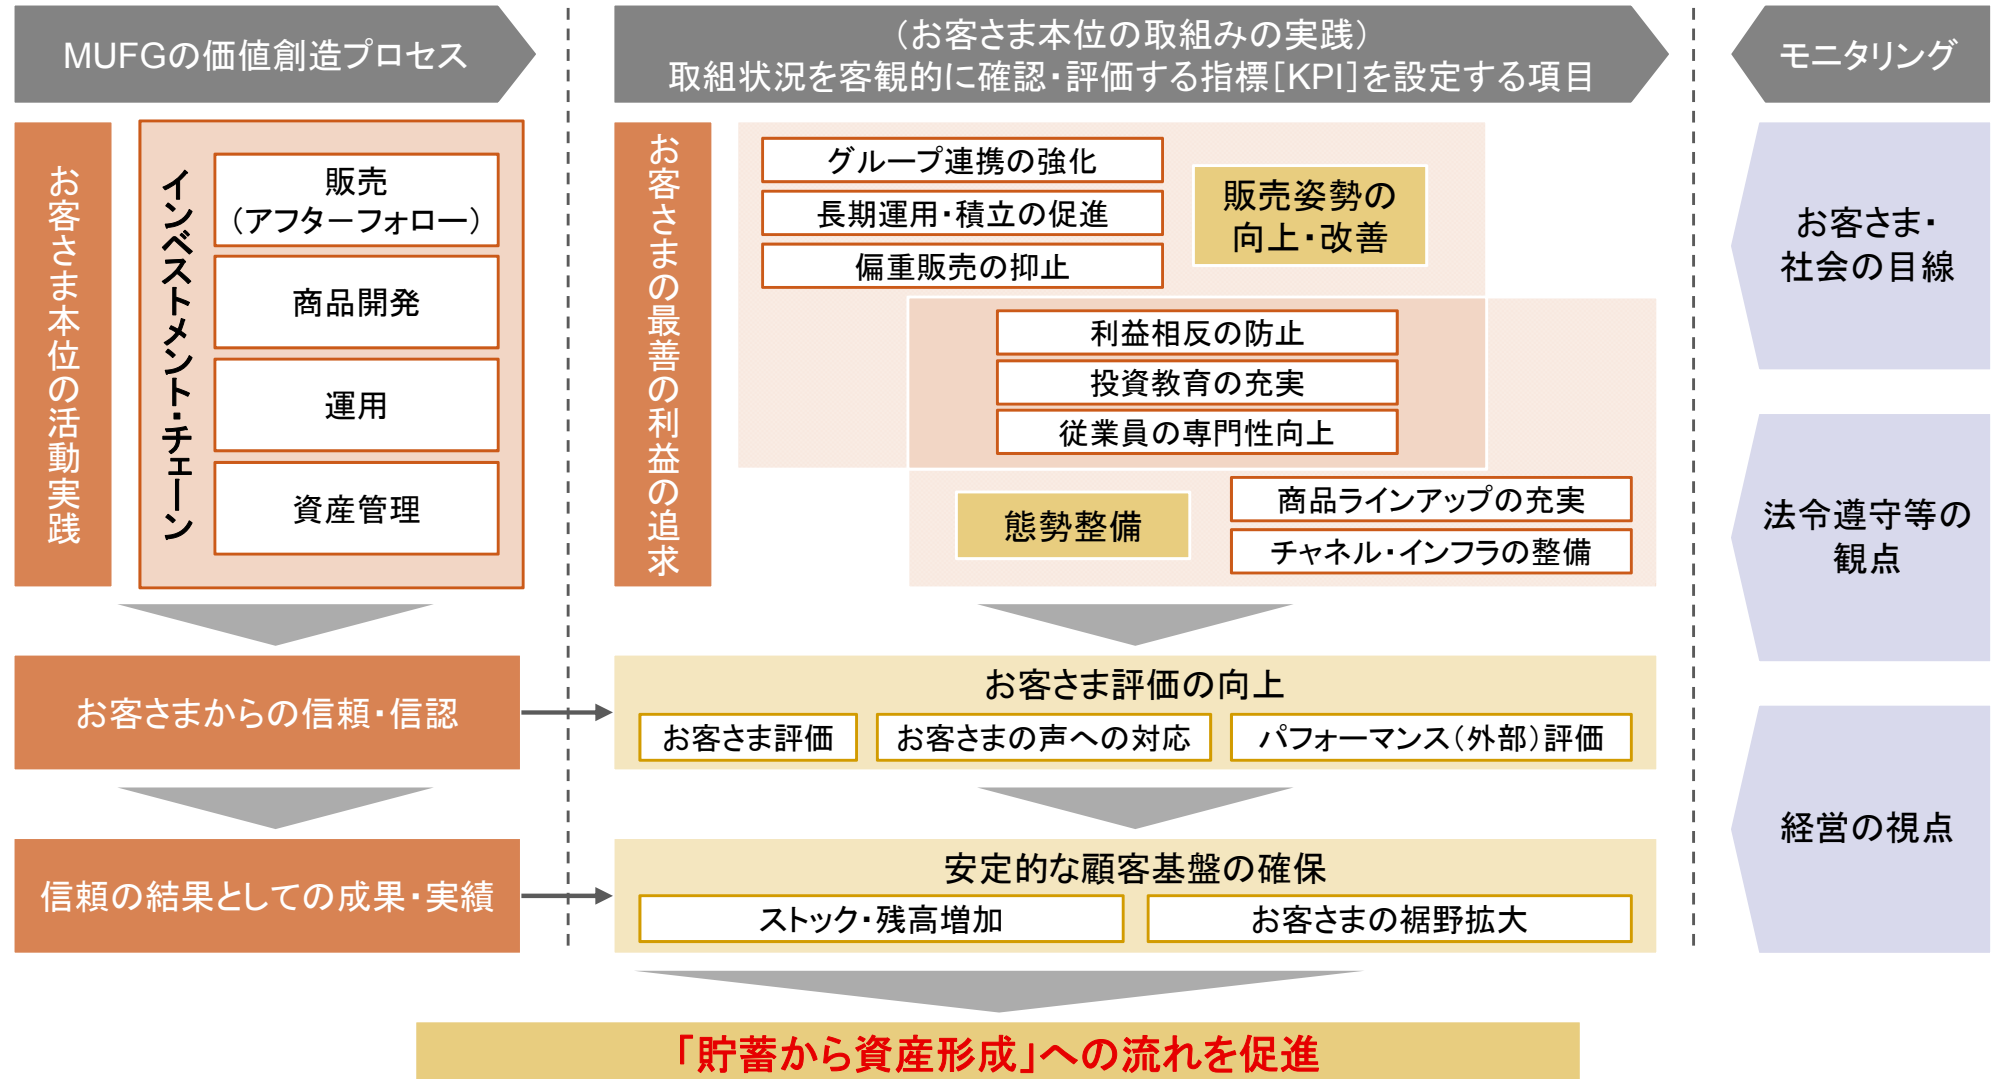 MUFGの価値創造プロセス
（お客さま本位の取組みの実践）
取組状況を客観的に確認・評価する指標［KPI］を設定する項目
モニタリング
お客さま本位の活動実践
インベストメント・チェーン
販売
（アフターフォロー）
商品開発
運用
資産管理
お客さまの最善の利益の追求
グループ連携の強化
長期運用・積立の促進
偏重販売の抑止
販売姿勢の
向上・改善
利益相反の防止
投資教育の充実
従業員の専門性向上
態勢整備
商品ラインアップの充実
チャネル・インフラの整備
お客さま・
社会の目線
法令遵守等の
観点
経営の視点
お客さまからの信頼・信認
お客さま評価の向上
お客さま評価
お客さまの声への対応
パフォーマンス（外部）評価
信頼の結果としての成果・実績
安定的な顧客基盤の確保
ストック・残高増加
お客さまの裾野拡大
「貯蓄から資産形成」への流れを促進